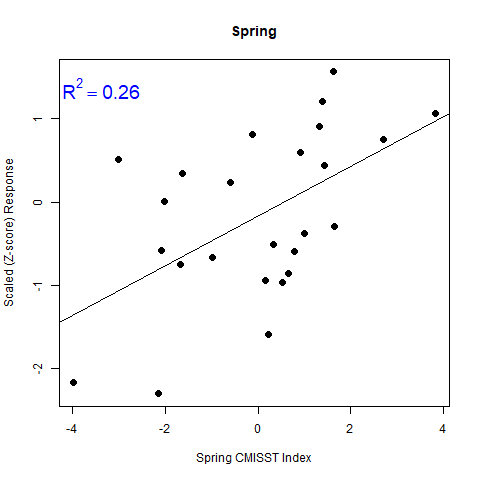 Spring
R² = 0.26
Scaled (Z-score) Response
1
0
-1
-2
-4 -2 0 2 4
Spring CMISST Index